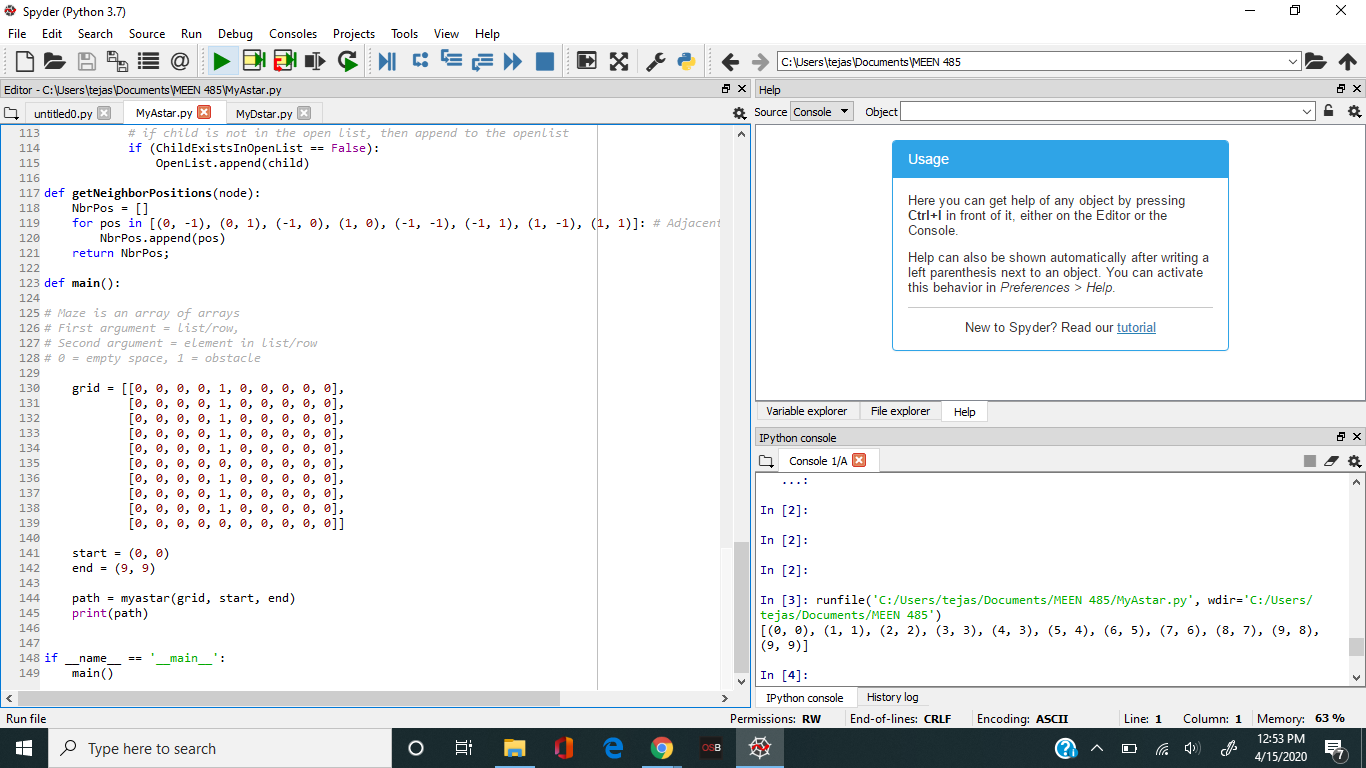 Spyder (Python 3.7)
File Edit Search Source Run Debug Consoles Projects Tools View Help
C:\Users\tejas\Documents\MEEN 485
Editor - C:\Users\tejas\Documents\MEEN 485\MyAstar.py
untitled0.py MyAstar.py MyDstar.py
113 # if child is not in the open list, then append to the openlist
114 if (ChildExistsInOpenList == False):
115 OpenList.append(child)
116
117 def getNeighborPositions(node):
118 NbrPos = []
119 for pos in [(0, -1), (0, 1), (-1, 0), (1, 0), (-1, -1), (-1, 1), (1, -1), (1, 1)]: # Adjacent
120 NbrPos.append(pos)
121 return NbrPos;
122
123 def main():
124
125 # Maze is an array of arrays
126 # First argument = list/row,
127 # Second argument = element in list/row
128 # 0 = empty space, 1 = obstacle
129
130 grid = [[0, 0, 0, 0, 1, 0, 0, 0, 0, 0],
131 [0, 0, 0, 0, 1, 0, 0, 0, 0, 0],
132 [0, 0, 0, 0, 1, 0, 0, 0, 0, 0],
133 [0, 0, 0, 0, 1, 0, 0, 0, 0, 0],
134 [0, 0, 0, 0, 1, 0, 0, 0, 0, 0],
135 [0, 0, 0, 0, 0, 0, 0, 0, 0, 0],
136 [0, 0, 0, 0, 1, 0, 0, 0, 0, 0],
137 [0, 0, 0, 0, 1, 0, 0, 0, 0, 0],
138 [0, 0, 0, 0, 1, 0, 0, 0, 0, 0],
139 [0, 0, 0, 0, 0, 0, 0, 0, 0, 0]]
140
141 start = (0, 0)
142 end = (9, 9)
143
144 path = myastar(grid, start, end)
145 print(path)
146
147
148 if __name__ == '__main__':
149 main()
Help
Source Console Object
Usage
Here you can get help of any object by pressing
Ctrl+I in front of it, either on the Editor or the
Console.
Help can also be shown automatically after writing a
left parenthesis next to an object. You can activate
this behavior in Preferences > Help.
New to Spyder? Read our tutorial
Variable explorer File explorer Help
IPython console
Console 1/A
...:
In [2]:
In [2]:
In [2]:
In [3]: runfile('C:/Users/tejas/Documents/MEEN 485/MyAstar.py', wdir='C:/Users/
tejas/Documents/MEEN 485')
[(0, 0), (1, 1), (2, 2), (3, 3), (4, 3), (5, 4), (6, 5), (7, 6), (8, 7), (9, 8),
(9, 9)]
In [4]:
IPython console History log
Run file Permissions: RW End-of-lines: CRLF Encoding: ASCII Line: 1 Column: 1 Memory: 63 %
Type here to search
OSB
12:53 PM
4/15/2020
7